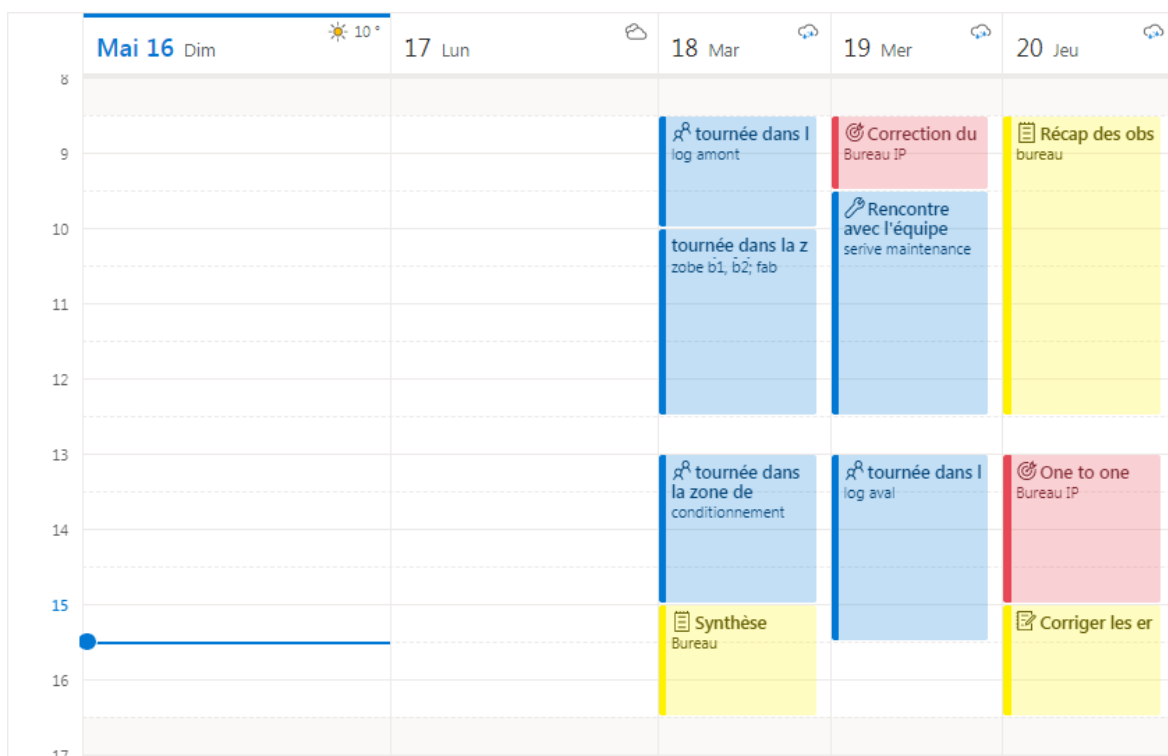 Mai 16 Dim
10 °
17 Lun
18 Mar
19 Mer
20 Jeu
8
9
10
11
12
13
14
15
16
17
tournée dans l
log amont
tournée dans la z
zobe b1, b2; fab
tournée dans
la zone de
conditionnement
Synthèse
Bureau
Correction du
Bureau IP
Rencontre
avec l'équipe
serive maintenance
tournée dans l
log aval
Récap des obs
bureau
One to one
Bureau IP
Corriger les er